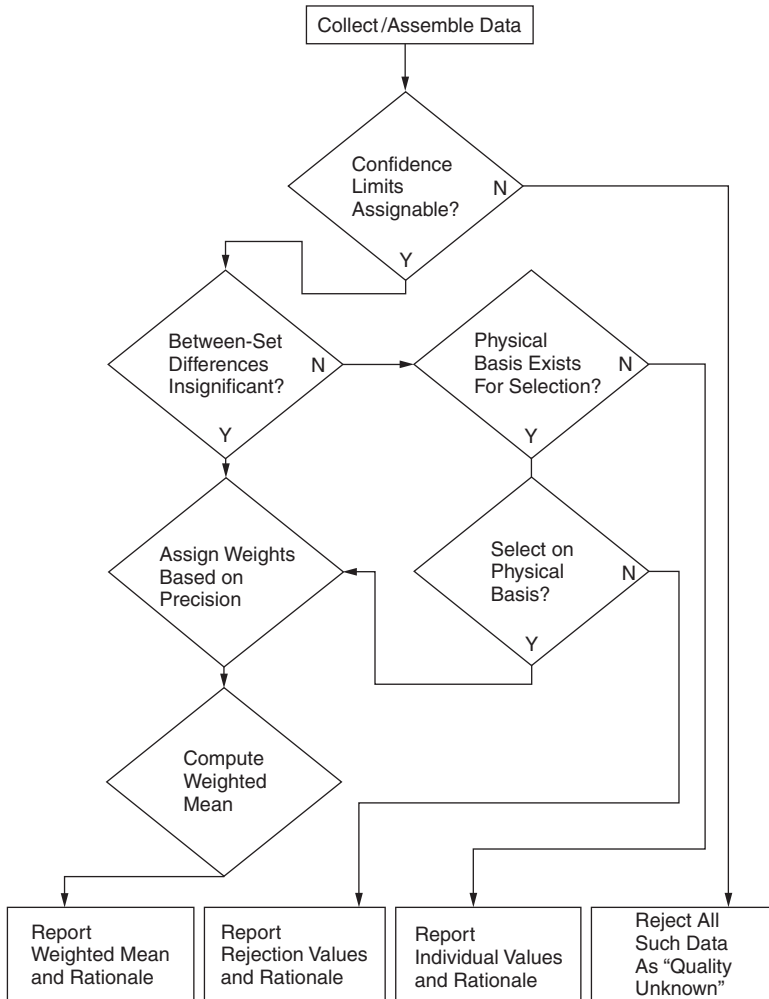 Collect/Assemble Data
Confidence
Limits
Assignable?
N
Y
Between-Set
Differences
Insignificant?
N
Y
Physical
Basis Exists
For Selection?
N
Y
Assign Weights
Based on
Precision
Select on
Physical
Basis?
N
Y
Compute
Weighted
Mean
Report
Weighted Mean
and Rationale
Report
Rejection Values
and Rationale
Report
Individual Values
and Rationale
Reject All
Such Data
As “Quality
Unknown”